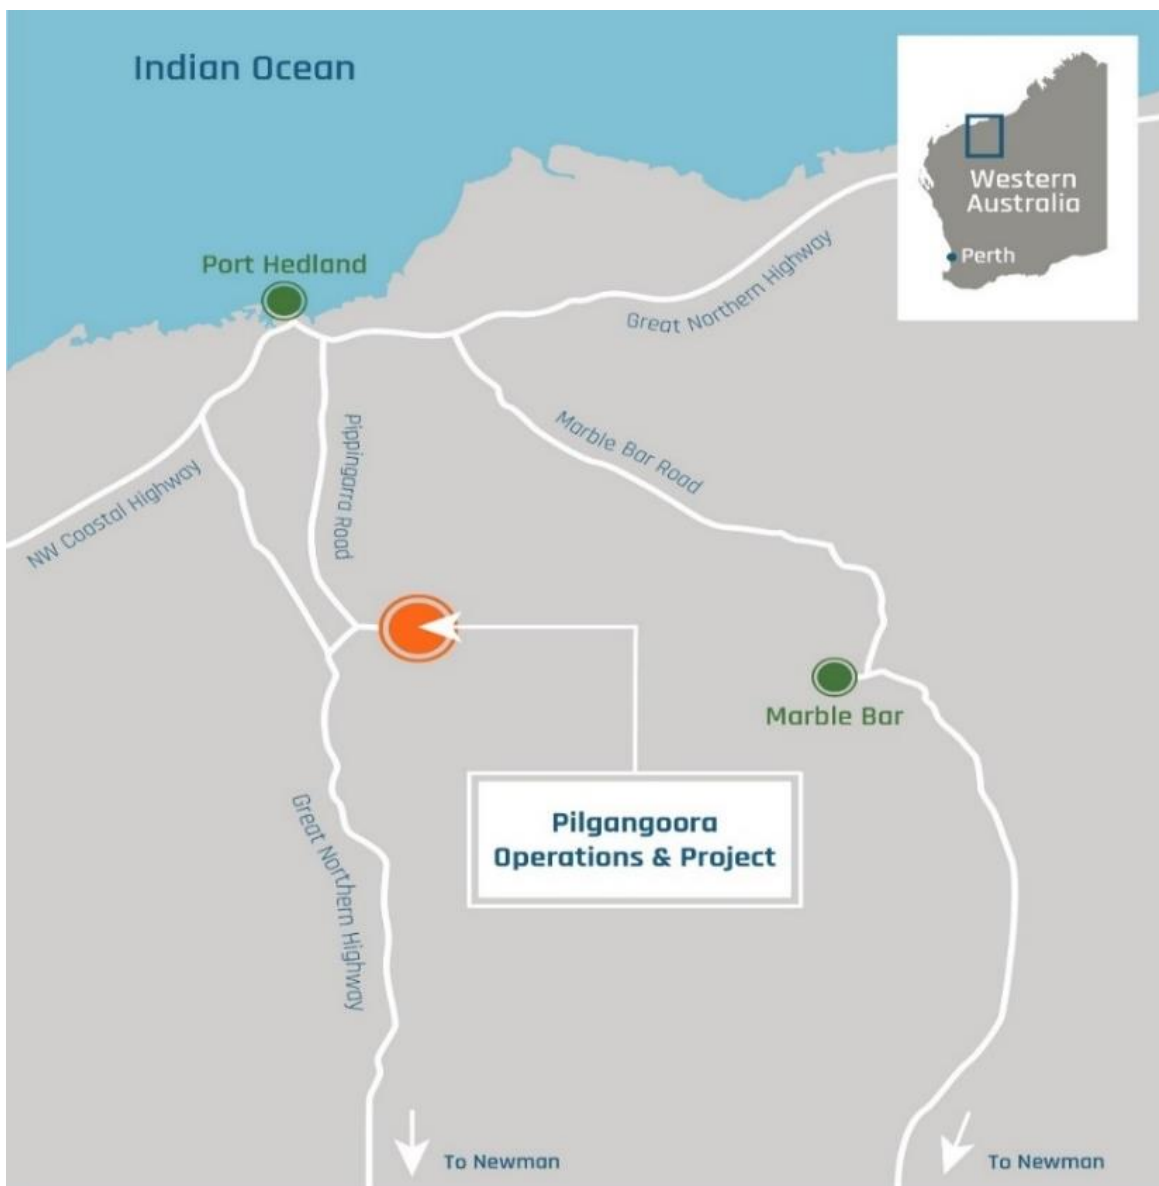 Indian Ocean
Western
Australia
Perth
Port Hedland
Great Northern Highway
Pippingarra Road
Marble Bar Road
NW Coastal Highway
Marble Bar
Pilgangoora
Operations & Project
Great Northern Highway
To Newman
To Newman